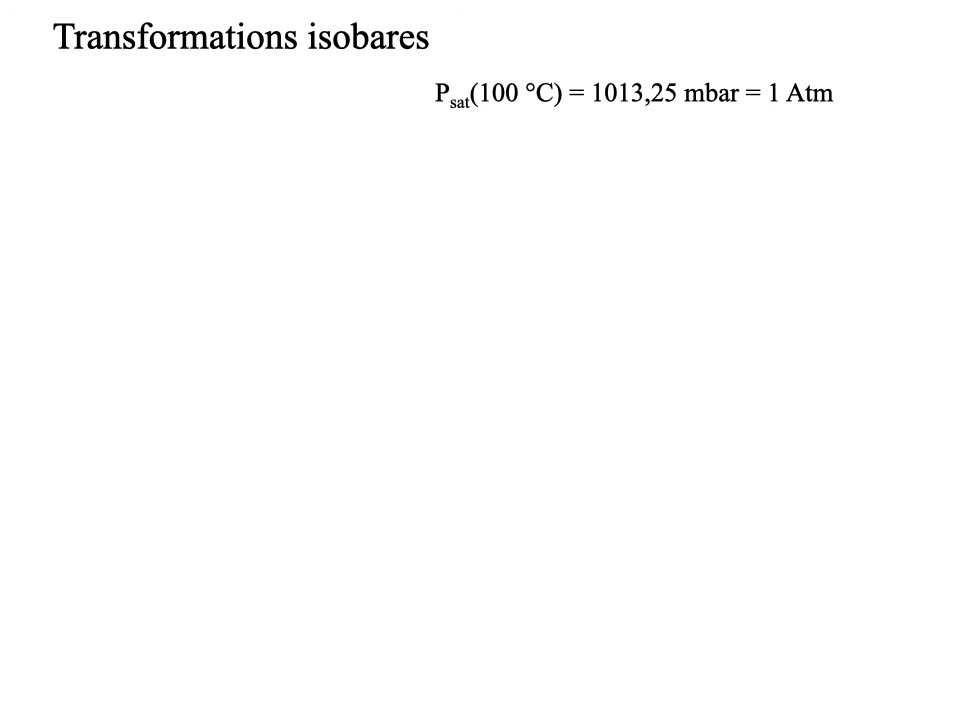 Transformations isobares
Psat(100 °C) = 1013,25 mbar = 1 Atm